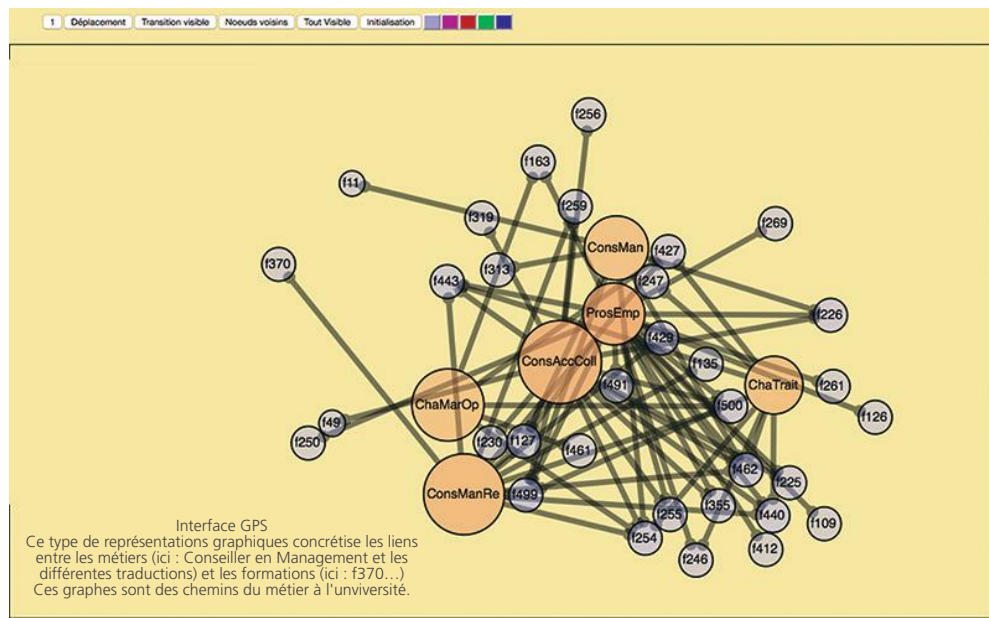 1 Déplacement Transition visible Noeuds voisins Tout Visible Initialisation
f256
f163
f11
f259
f319
f269
ConsMan
f427
f370
f313
f443
f247
ProsEmp
f226
f429
ConsAccColl
f135
f491
ChaTrait
f261
ChaMarOp
f500
f126
f49
f250
f230
f127
f461
f462
f225
ConsManRe
f499
f355
f255
f440
f109
f254
f412
f246
Interface GPS
Ce type de représentations graphiques concrétise les liens
entre les métiers (ici : Conseiller en Management et les
différentes traductions) et les formations (ici : f370…)
Ces graphes sont des chemins du métier à l'unviversité.